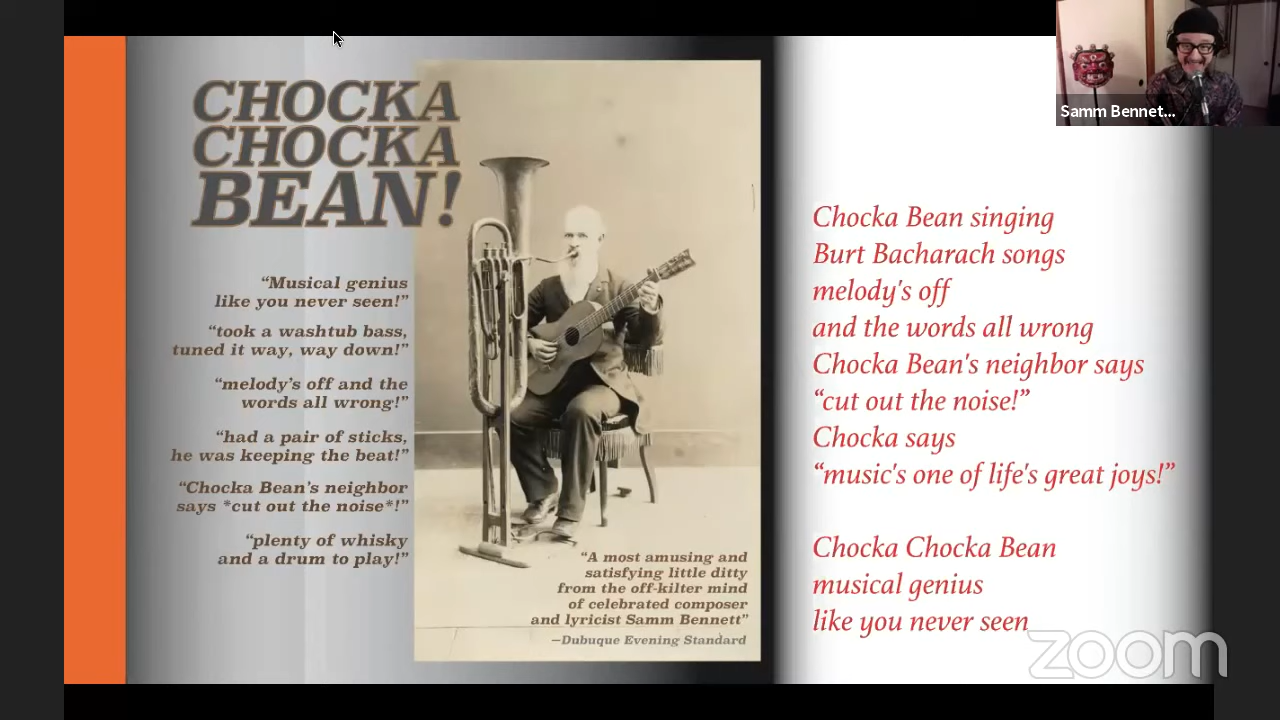 CHOCKA
CHOCKA
BEAN!
“Musical genius
like you never seen!”
“took a washtub bass,
tuned it way, way down!”
“melody’s off and the
words all wrong!”
“had a pair of sticks,
he was keeping the beat!”
“Chocka Bean’s neighbor
says *cut out the noise*!”
“plenty of whisky
and a drum to play!”
“A most amusing and
satisfying little ditty
from the off-kilter mind
of celebrated composer
and lyricist Samm Bennett”
—Dubuque Evening Standard
Samm Bennet...
Chocka Bean singing
Burt Bacharach songs
melody's off
and the words all wrong
Chocka Bean's neighbor says
“cut out the noise!”
Chocka says
“music's one of life's great joys!”
Chocka Chocka Bean
musical genius
like you never seen
zoom